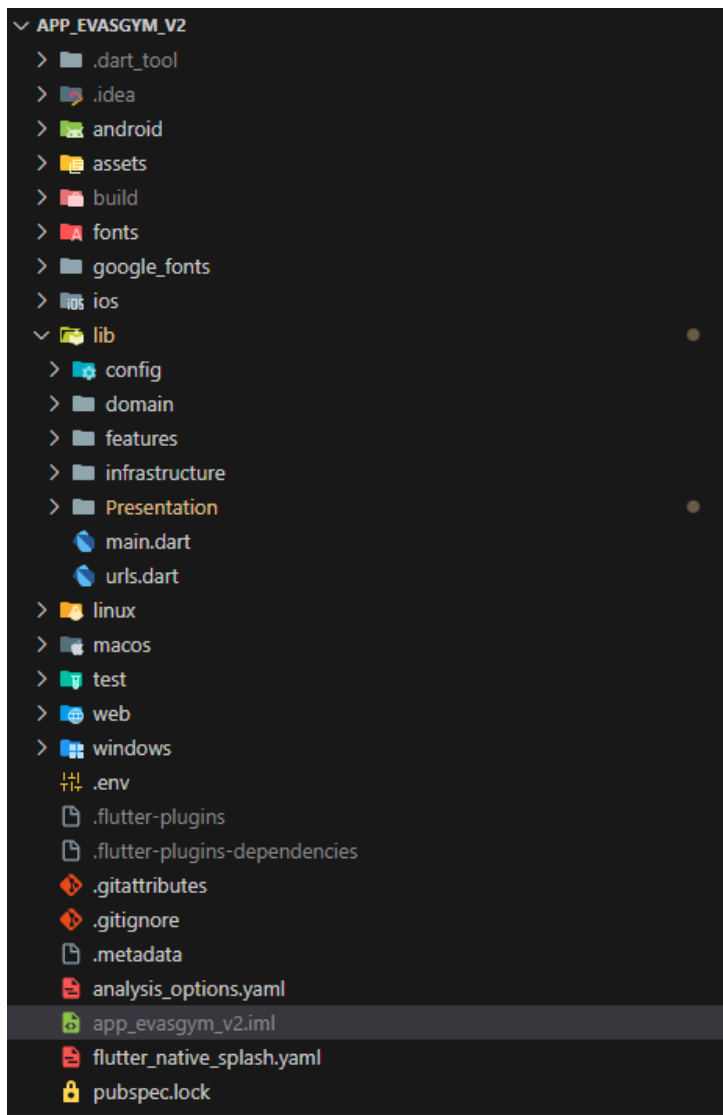 APP_EVASGYM_V2
.dart_tool
.idea
android
assets
build
fonts
google_fonts
ios
lib
config
domain
features
infrastructure
Presentation
main.dart
urls.dart
linux
macos
test
web
windows
.env
.flutter-plugins
.flutter-plugins-dependencies
.gitattributes
.gitignore
.metadata
analysis_options.yaml
app_evasgym_v2.iml
flutter_native_splash.yaml
pubspec.lock